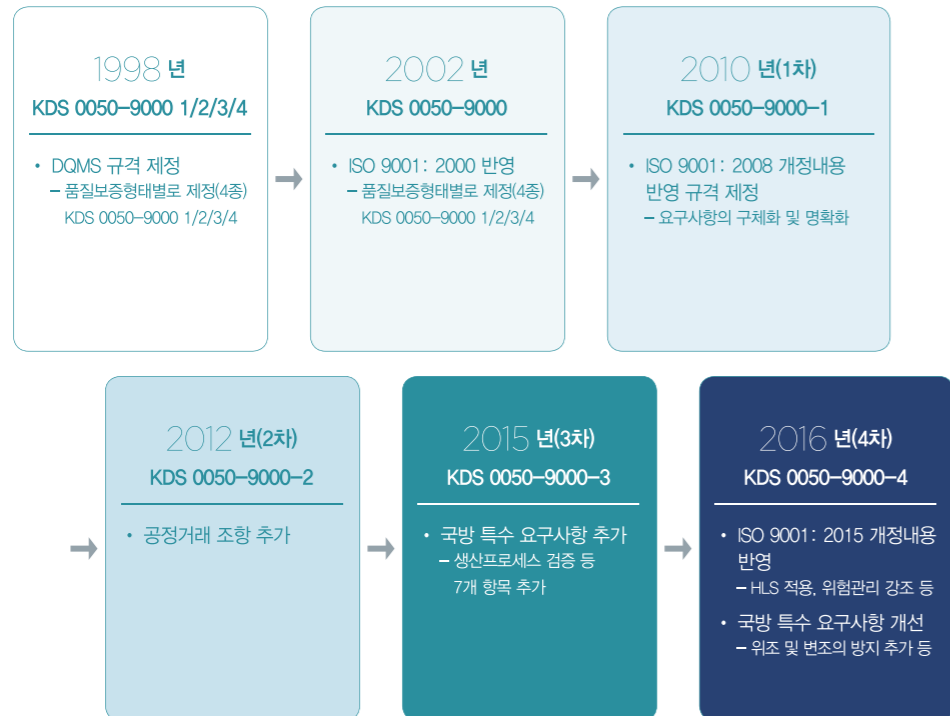 1998 년
KDS 0050-9000 1/2/3/4
• DQMS 규격 제정
– 품질보증형태별로 제정(4종)
KDS 0050-9000 1/2/3/4
2002 년
KDS 0050-9000
• ISO 9001: 2000 반영
– 품질보증형태별로 제정(4종)
KDS 0050-9000 1/2/3/4
2010 년(1차)
KDS 0050-9000-1
• ISO 9001: 2008 개정내용
반영 규격 제정
– 요구사항의 구체화 및 명확화
2012 년(2차)
KDS 0050-9000-2
• 공정거래 조항 추가
2015 년(3차)
KDS 0050-9000-3
• 국방 특수 요구사항 추가
– 생산프로세스 검증 등
7개 항목 추가
2016 년(4차)
KDS 0050-9000-4
• ISO 9001: 2015 개정내용
반영
– HLS 적용, 위험관리 강조 등
• 국방 특수 요구사항 개선
– 위조 및 변조의 방지 추가 등